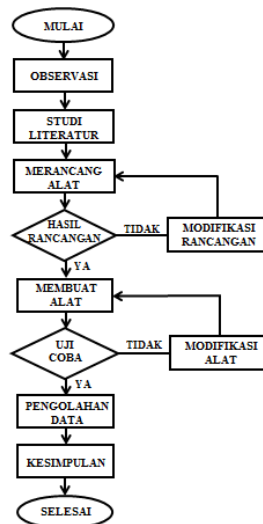 MULAI
OBSERVASI
STUDI
LITERATUR
MERANCANG
ALAT
HASIL
RANCANGAN
TIDAK
MODIFIKASI
RANCANGAN
YA
MEMBUAT
ALAT
UJI
COBA
TIDAK
MODIFIKASI
ALAT
YA
PENGOLAHAN
DATA
KESIMPULAN
SELESAI